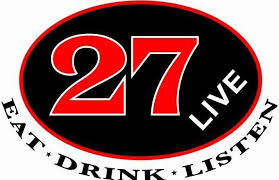 27
LIVE
EAT ★ DRINK ★ LISTEN